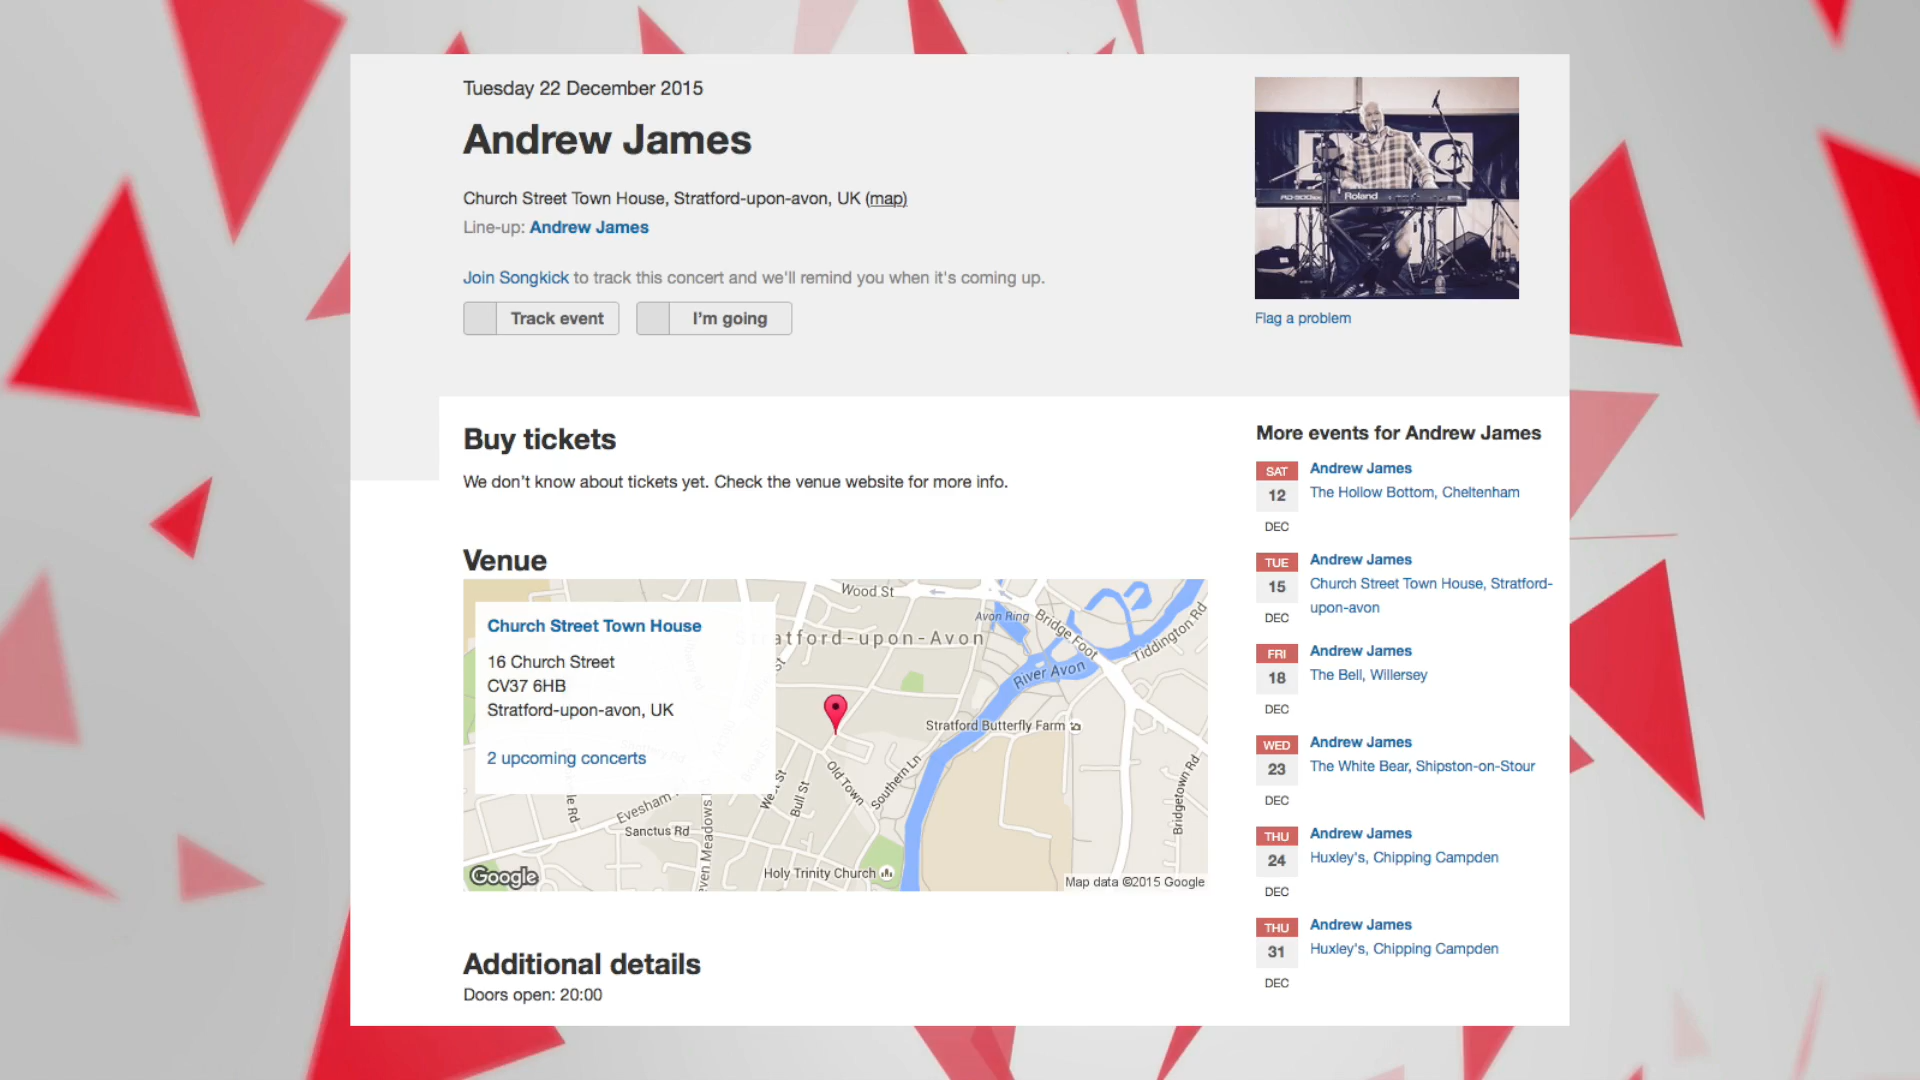 Tuesday 22 December 2015
Andrew James
Church Street Town House, Stratford-upon-avon, UK (map)
Line-up: Andrew James
Join Songkick to track this concert and we'll remind you when it's coming up.
Track event
I'm going
Roland
Flag a problem
Buy tickets
We don't know about tickets yet. Check the venue website for more info.
Venue
Church Street Town House
16 Church Street
CV37 6HB
Stratford-upon-avon, UK
2 upcoming concerts
Wood St
Avon Ring
Bridge Foot
Tiddington Rd
atford-upon-Avon
River Avon
Stratford Butterfly Farm
Old Town
Southern Ln
Bull St
Evesham
Sanctus Rd
Holy Trinity Church
Bridgetown Rd
Google
Map data ©2015 Google
Additional details
Doors open: 20:00
More events for Andrew James
SAT
12
DEC
Andrew James
The Hollow Bottom, Cheltenham
TUE
15
DEC
Andrew James
Church Street Town House, Stratford-
upon-avon
FRI
18
DEC
Andrew James
The Bell, Willersey
WED
23
DEC
Andrew James
The White Bear, Shipston-on-Stour
THU
24
DEC
Andrew James
Huxley's, Chipping Campden
THU
31
DEC
Andrew James
Huxley's, Chipping Campden